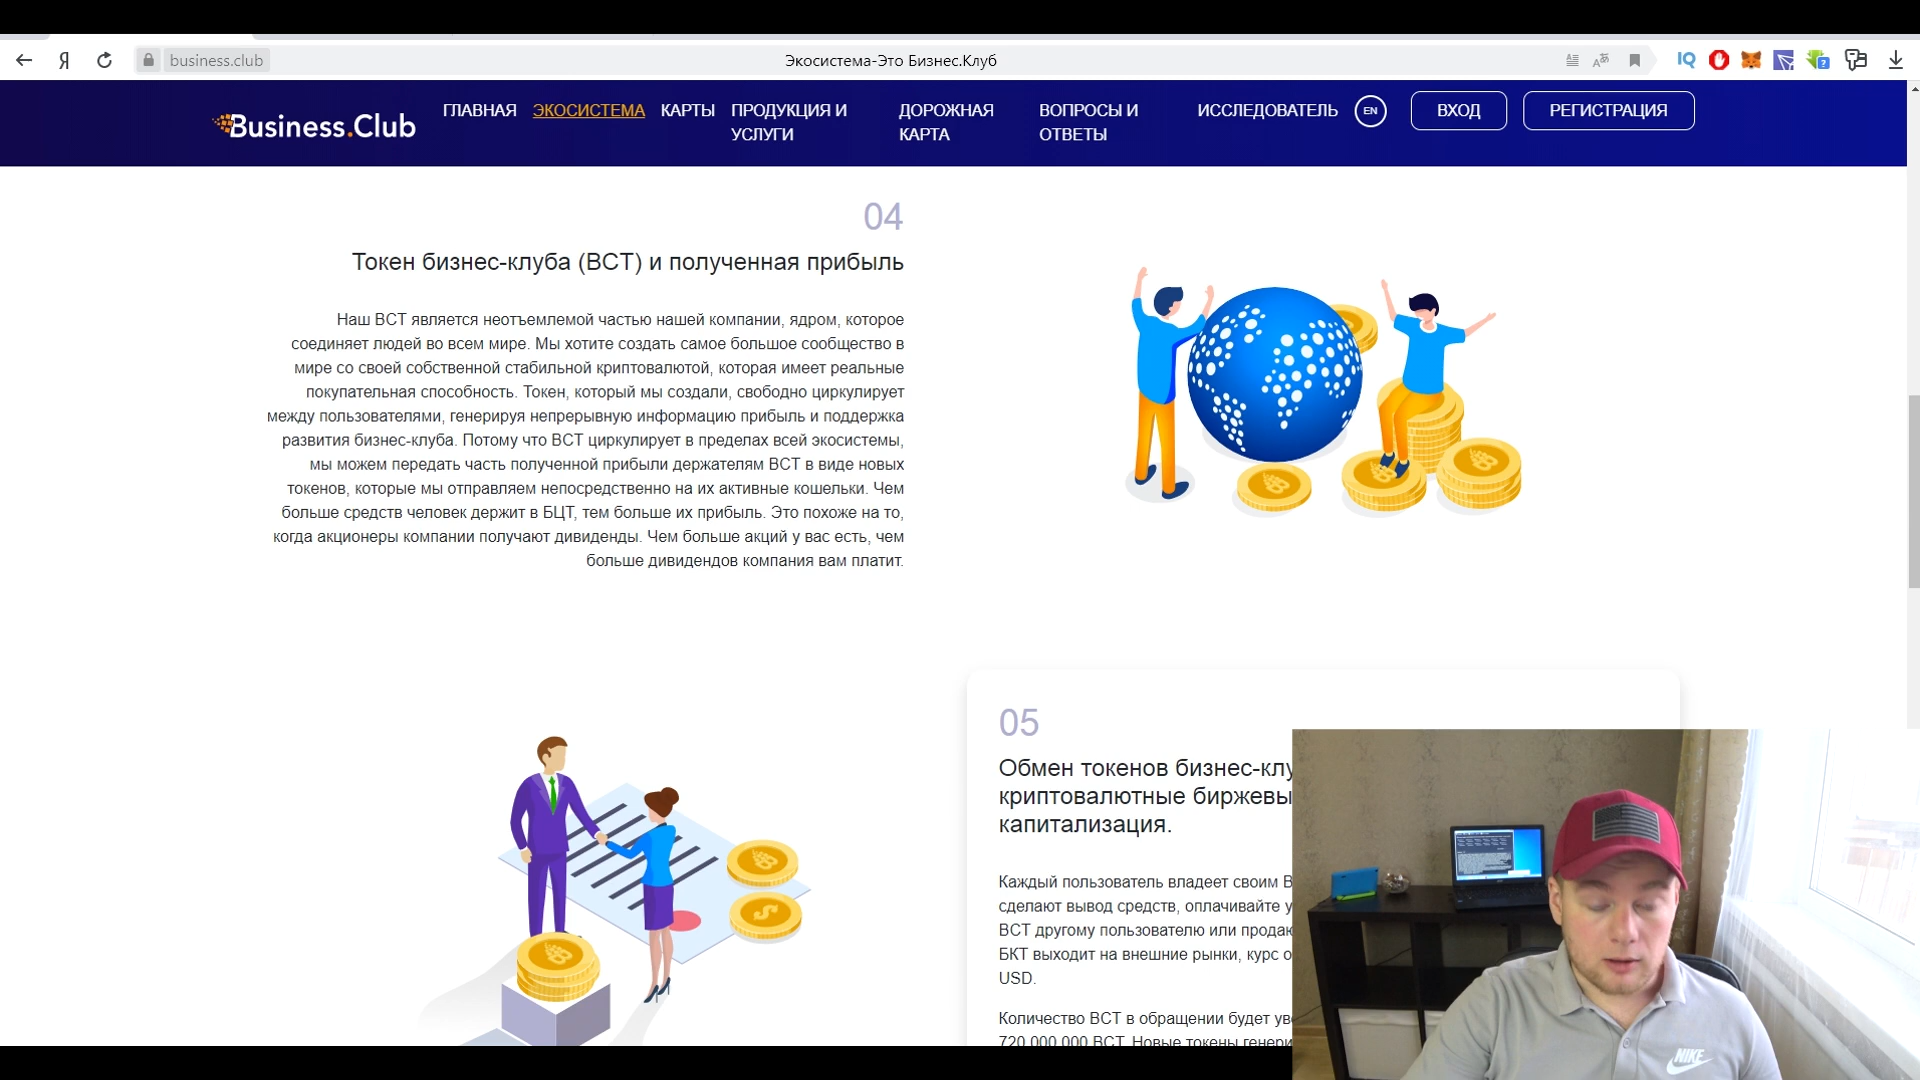 Я
business.club
Экосистема-Это Бизнес.Клуб
IQ
Business.Club
ГЛАВНАЯ
ЭКОСИСТЕМА
КАРТЫ
ПРОДУКЦИЯ И
УСЛУГИ
ДОРОЖНАЯ
КАРТА
ВОПРОСЫ И
ОТВЕТЫ
ИССЛЕДОВАТЕЛЬ
EN
ВХОД
РЕГИСТРАЦИЯ
04
Токен бизнес-клуба (BCT) и полученная прибыль
Наш BCT является неотъемлемой частью нашей компании, ядром, которое
соединяет людей во всем мире. Мы хотите создать самое большое сообщество в
мире со своей собственной стабильной криптовалютой, которая имеет реальные
покупательная способность. Токен, который мы создали, свободно циркулирует
между пользователями, генерируя непрерывную информацию прибыль и поддержка
развития бизнес-клуба. Потому что BCT циркулирует в пределах всей экосистемы,
мы можем передать часть полученной прибыли держателям BCT в виде новых
токенов, которые мы отправляем непосредственно на их активные кошельки. Чем
больше средств человек держит в БЦТ, тем больше их прибыль. Это похоже на то,
когда акционеры компании получают дивиденды. Чем больше акций у вас есть, чем
больше дивидендов компания вам платит.
05
Обмен токенов бизнес-клу
криптовалютные биржевы
капитализация.
Каждый пользователь владеет своим B
сделают вывод средств, оплачивайте у
BCT другому пользователю или продаю
БКТ выходит на внешние рынки, курс о
USD.
Количество BCT в обращении будет уве
720 000 000 BCT. Новые токены генери
NIKE